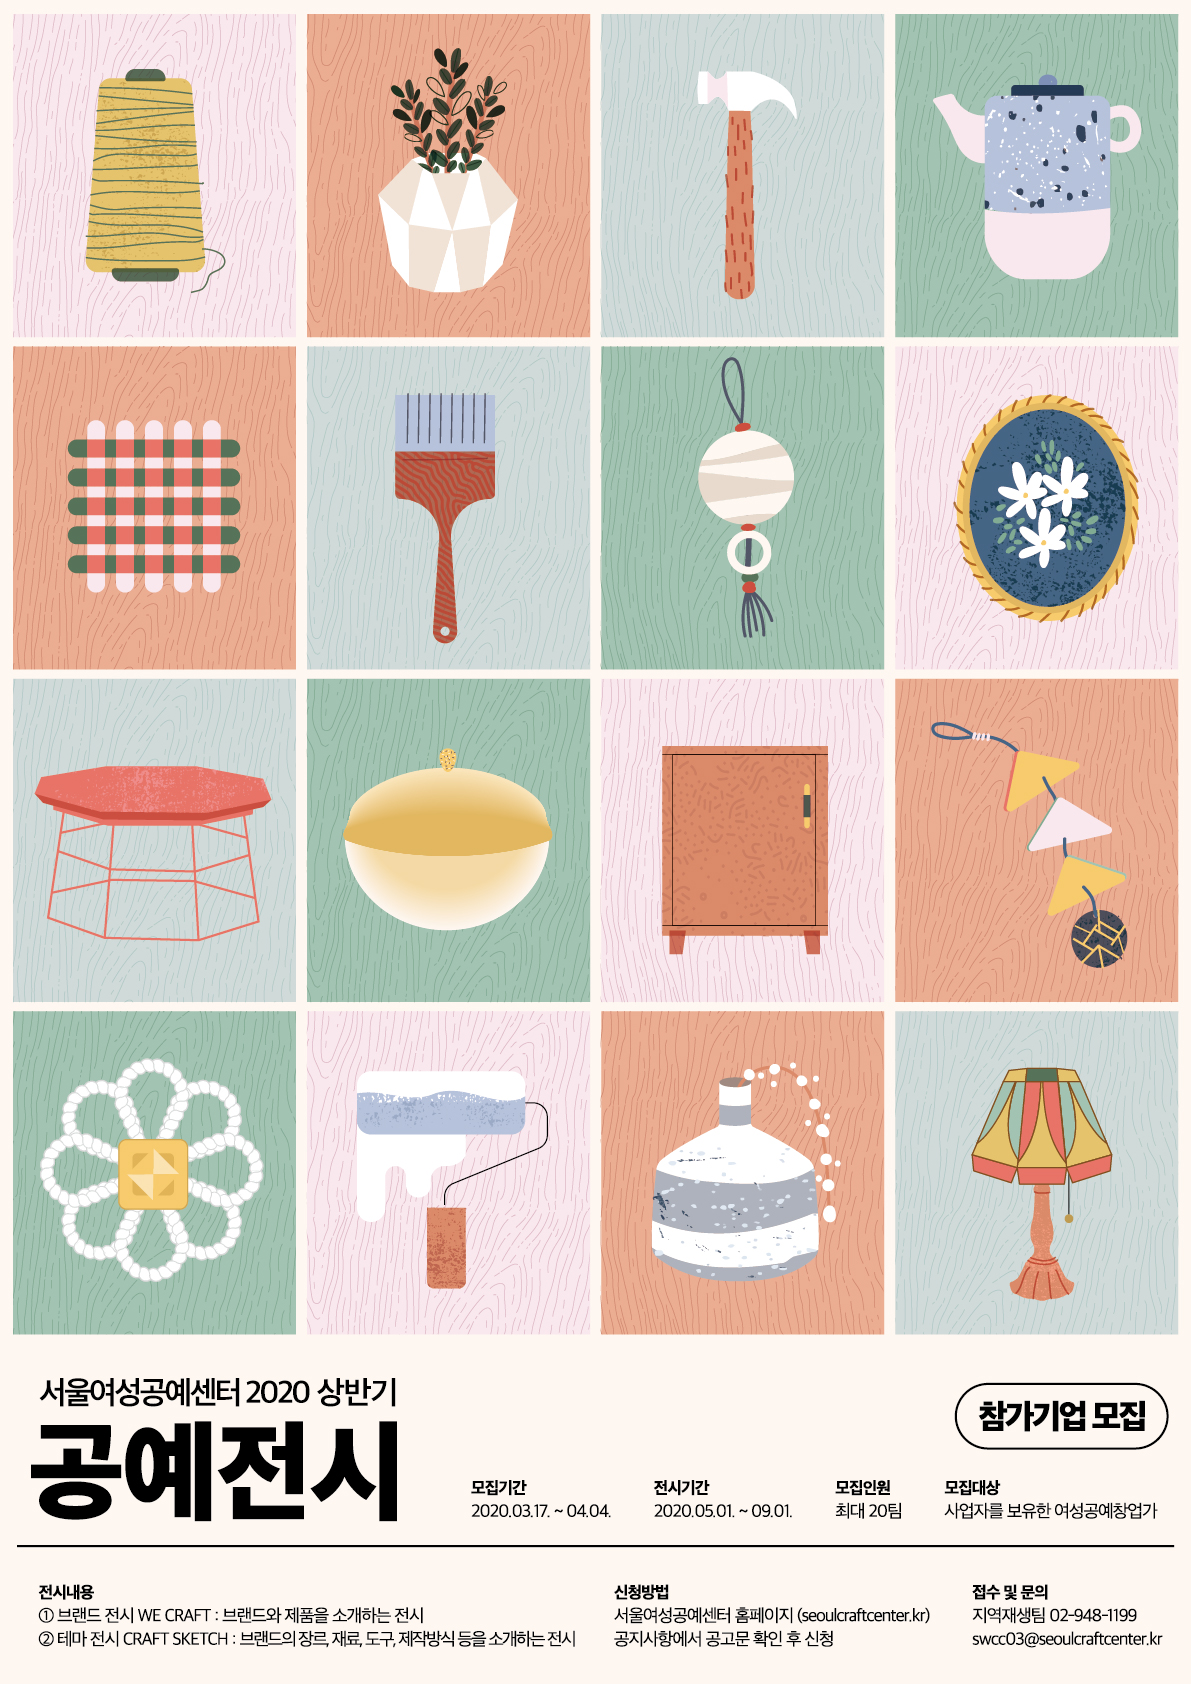 서울여성공예센터 2020 상반기
공예전시
참가기업 모집
모집기간
2020.03.17. ~ 04.04.
전시기간
2020.05.01. ~ 09.01.
모집인원
최대 20팀
모집대상
사업자를 보유한 여성공예창업가
전시내용
① 브랜드 전시 WE CRAFT : 브랜드와 제품을 소개하는 전시
② 테마 전시 CRAFT SKETCH : 브랜드의 장르, 재료, 도구, 제작방식 등을 소개하는 전시
신청방법
서울여성공예센터 홈페이지 (seoulcraftcenter.kr)
공지사항에서 공고문 확인 후 신청
접수 및 문의
지역재생팀 02-948-1199
swcc03@seoulcraftcenter.kr